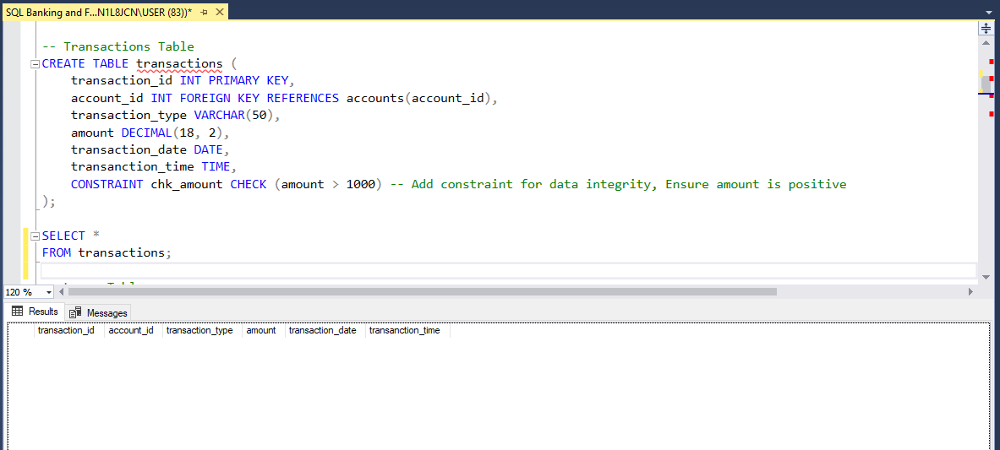 SQL Banking and F...N1L8JCN\USER (83))*
-- Transactions Table
CREATE TABLE transactions (
transaction_id INT PRIMARY KEY,
account_id INT FOREIGN KEY REFERENCES accounts(account_id),
transaction_type VARCHAR(50),
amount DECIMAL(18, 2),
transaction_date DATE,
transanction_time TIME,
CONSTRAINT chk_amount CHECK (amount > 1000) -- Add constraint for data integrity, Ensure amount is positive
);
SELECT *
FROM transactions;
120 %
Results Messages
transaction_id account_id transaction_type amount transaction_date transanction_time